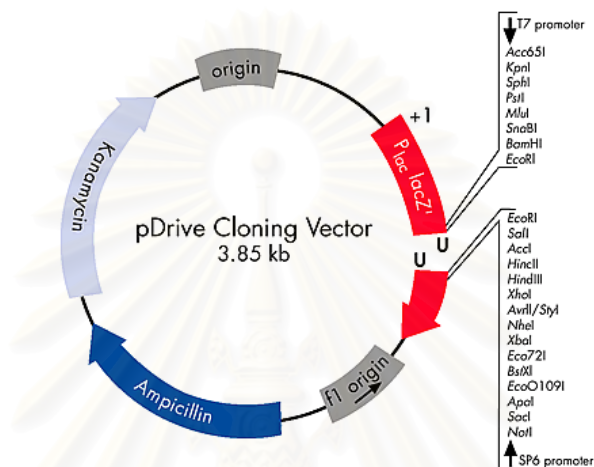 T7 promoter
Acc65I
KpnI
SphI
PstI
MluI
SnaBI
BamHI
EcoRI
origin
+1
Plac lacZ'
Kanamycin
pDrive Cloning Vector
3.85 kb
U
U
EcoRI
SalI
AccI
HincII
HindIII
XhoI
AvrII/StyI
NheI
XbaI
Eco72I
BstXI
EcoO109I
ApaI
SacI
NotI
SP6 promoter
f1 origin
Ampicillin